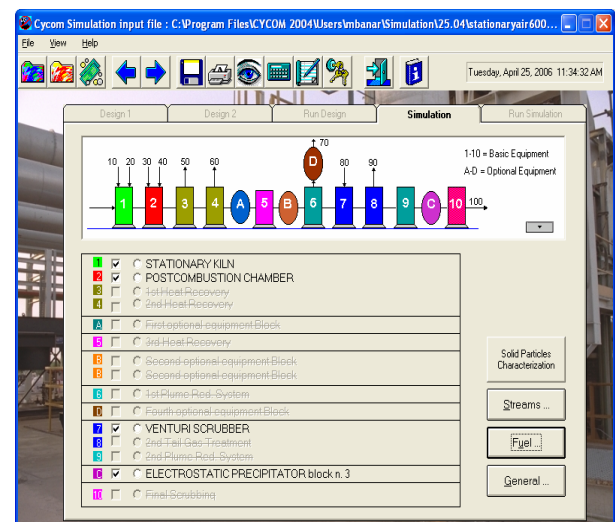 Cycom Simulation input file : C:\Program Files\CYCOM 2004\Users\mbanar\Simulation\25.04\stationaryair600...
File View Help
Tuesday, April 25, 2006 11:34:32 AM
Design 1 Design 2 Run Design Simulation Run Simulation
70
10 20 30 40 50 60 D 80 90
1-10 = Basic Equipment
A-D = Optional Equipment
1 2 3 4 A 5 B 6 7 8 9 C 10 100
1 STATIONARY KILN
2 POSTCOMBUSTION CHAMBER
3 1st Heat Recovery
4 2nd Heat Recovery
A First optional equipment Block
5 3rd Heat Recovery
B Second optional equipment Block
B Second optional equipment Block
6 1st Plume Red. System
D Fourth optional equipment Block
7 VENTURI SCRUBBER
8 2nd Tail Gas Treatment
9 2nd Plume Red. System
C ELECTROSTATIC PRECIPITATOR block n. 3
10 Final Scrubbing
Solid Particles
Characterization
Streams ...
Fuel ...
General ...